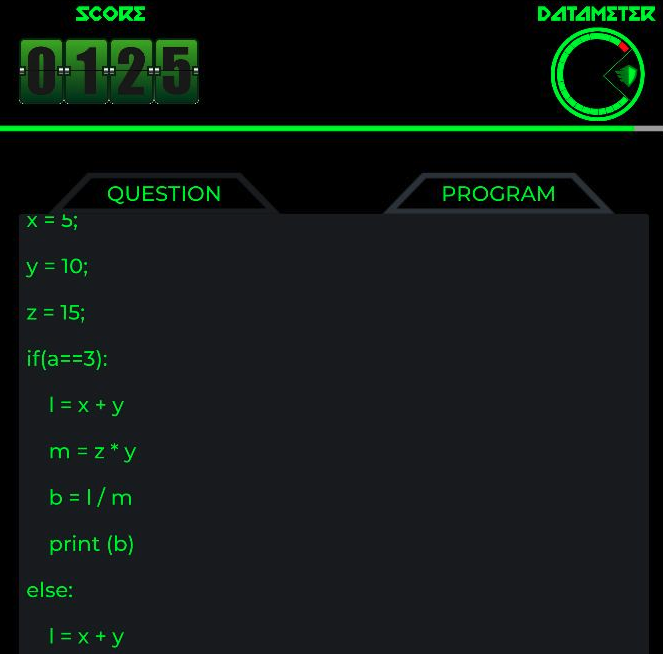 SCORE
DATAMETER
0125
QUESTION
PROGRAM
x = 5;
y = 10;
z = 15;
if(a==3):
l = x + y
m = z * y
b = l / m
print (b)
else:
l = x + y